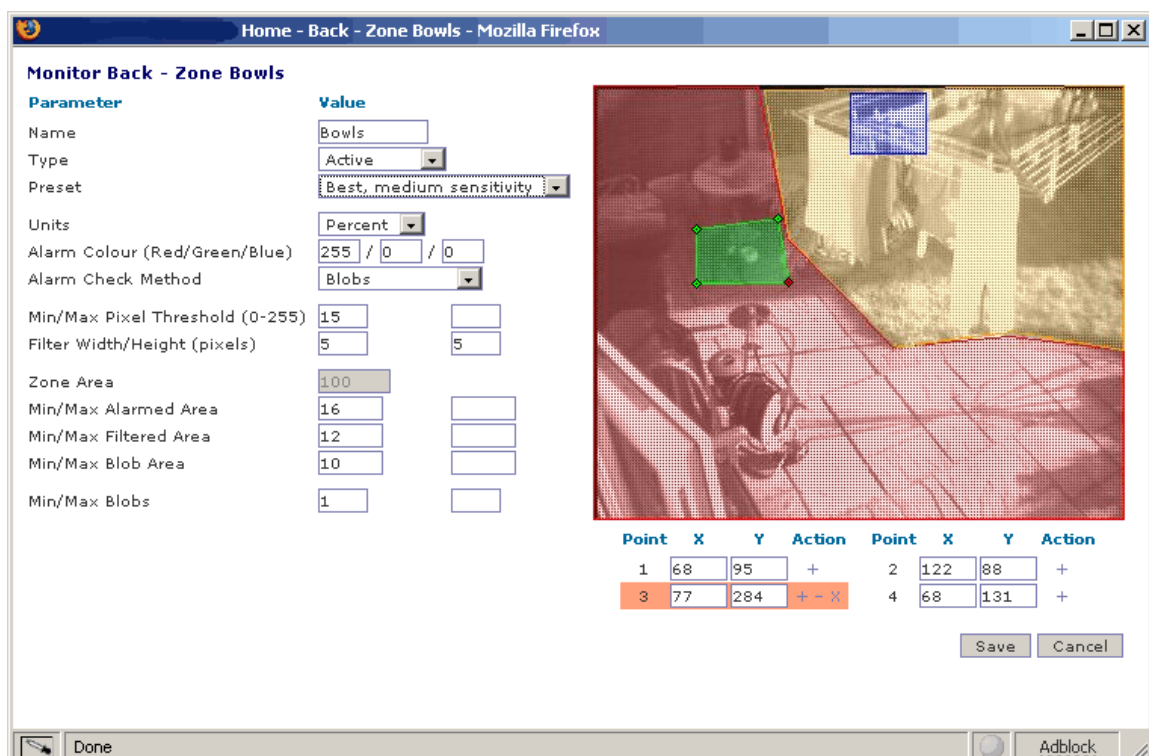 Home - Back - Zone Bowls - Mozilla Firefox
Monitor Back - Zone Bowls
Parameter Value
Name Bowls
Type Active
Preset Best, medium sensitivity
Units Percent
Alarm Colour (Red/Green/Blue) 255 / 0 / 0
Alarm Check Method Blobs
Min/Max Pixel Threshold (0-255) 15
Filter Width/Height (pixels) 5 5
Zone Area 100
Min/Max Alarmed Area 16
Min/Max Filtered Area 12
Min/Max Blob Area 10
Min/Max Blobs 1
Point X Y Action Point X Y Action
1 68 95 + 2 122 88 +
3 77 284 + - X 4 68 131 +
Save Cancel
Done Adblock